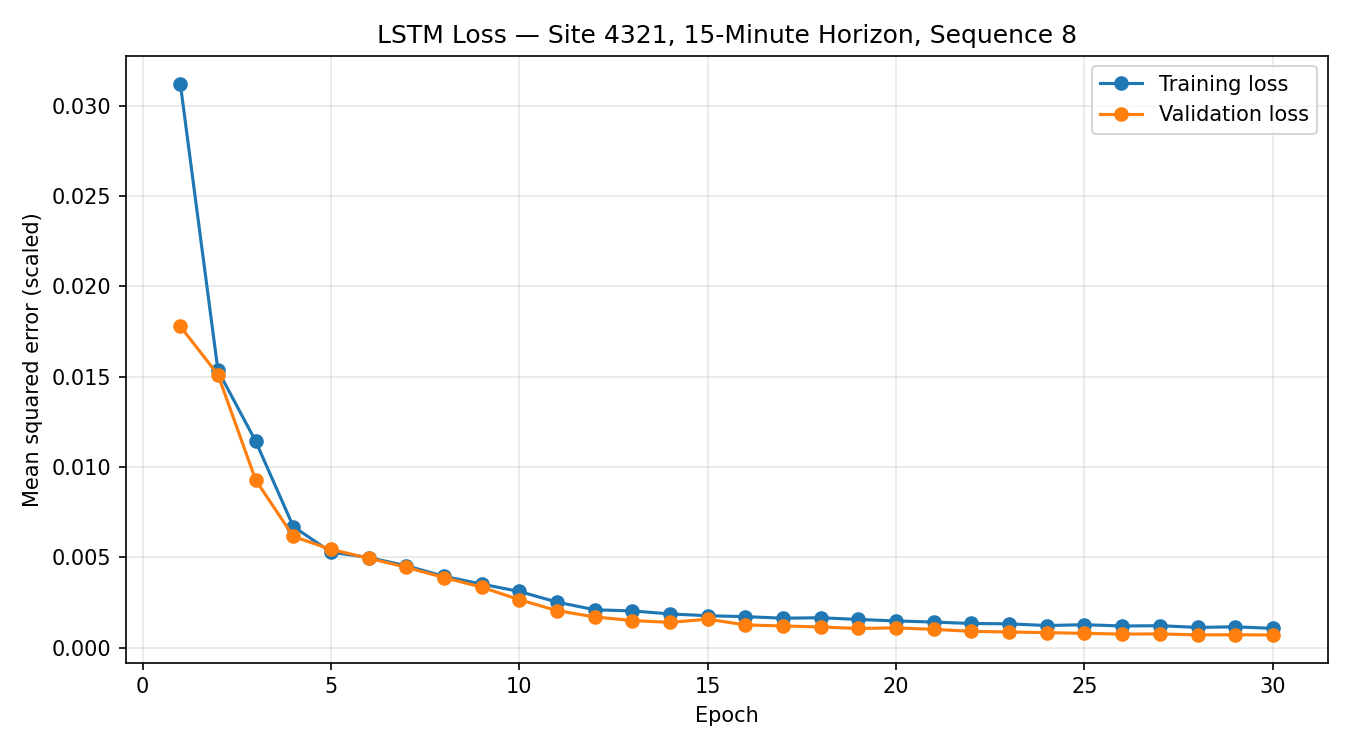 LSTM Loss — Site 4321, 15-Minute Horizon, Sequence 8
Training loss
Validation loss
Mean squared error (scaled)
0.030
0.025
0.020
0.015
0.010
0.005
0.000
0 5 10 15 20 25 30
Epoch